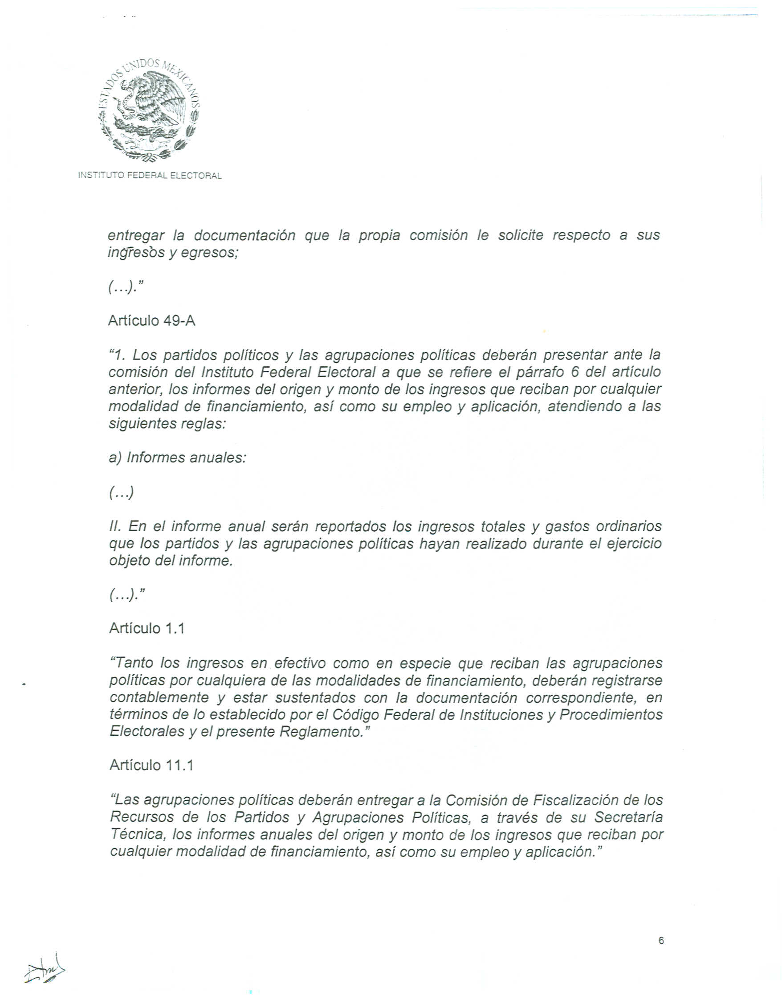 ESTADOS UNIDOS MEXICANOS
INSTITUTO FEDERAL ELECTORAL
entregar la documentación que la propia comisión le solicite respecto a sus
ingresos y egresos;
(...)."
Artículo 49-A
"1. Los partidos políticos y las agrupaciones políticas deberán presentar ante la
comisión del Instituto Federal Electoral a que se refiere el párrafo 6 del artículo
anterior, los informes del origen y monto de los ingresos que reciban por cualquier
modalidad de financiamiento, así como su empleo y aplicación, atendiendo a las
siguientes reglas:
a) Informes anuales:
(...)
II. En el informe anual serán reportados los ingresos totales y gastos ordinarios
que los partidos y las agrupaciones políticas hayan realizado durante el ejercicio
objeto del informe.
(...)."
Artículo 1.1
"Tanto los ingresos en efectivo como en especie que reciban las agrupaciones
políticas por cualquiera de las modalidades de financiamiento, deberán registrarse
contablemente y estar sustentados con la documentación correspondiente, en
términos de lo establecido por el Código Federal de Instituciones y Procedimientos
Electorales y el presente Reglamento."
Artículo 11.1
"Las agrupaciones políticas deberán entregar a la Comisión de Fiscalización de los
Recursos de los Partidos y Agrupaciones Políticas, a través de su Secretaría
Técnica, los informes anuales del origen y monto de los ingresos que reciban por
cualquier modalidad de financiamiento, así como su empleo y aplicación."
6